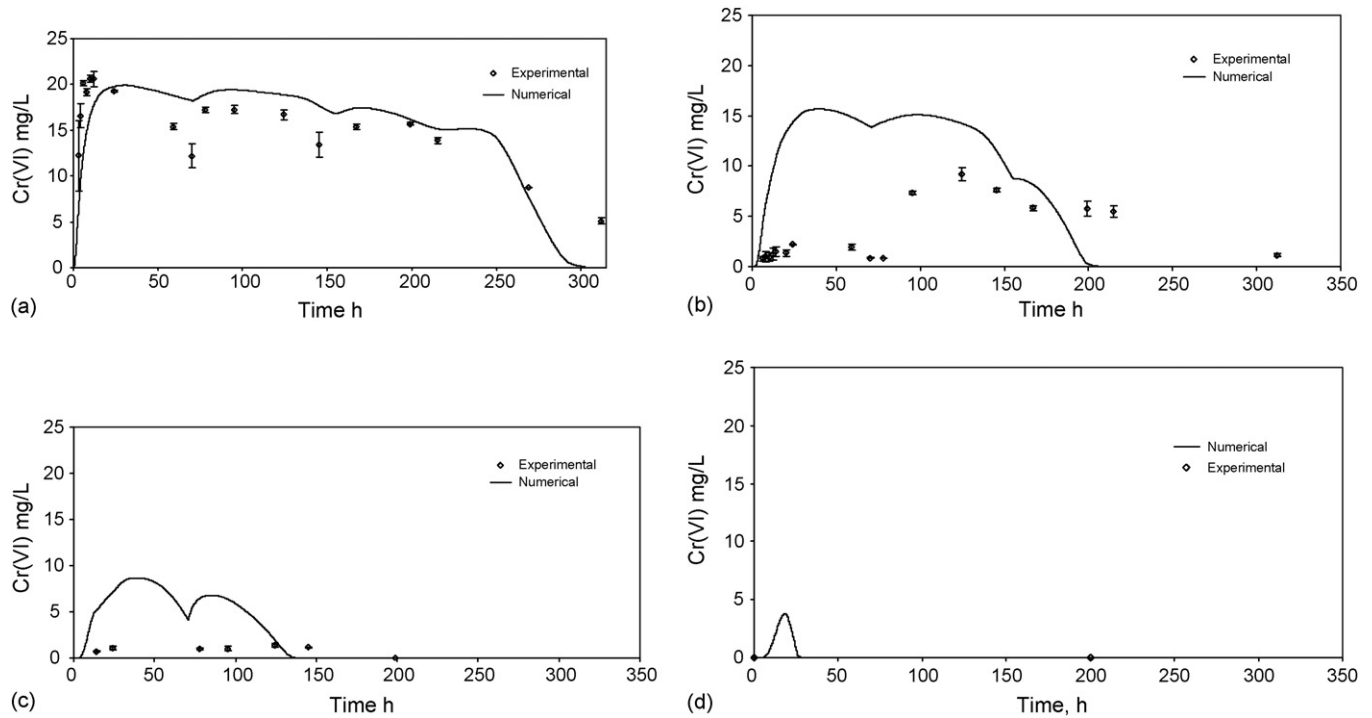 25
20
15
10
5
0
Cr(VI) mg/L
Experimental
Numerical
0 50 100 150 200 250 300
Time h
(a)
25
20
15
10
5
0
Cr(VI) mg/L
Experimental
Numerical
0 50 100 150 200 250 300 350
Time h
(b)
25
20
15
10
5
0
Cr(VI) mg/L
Experimental
Numerical
0 50 100 150 200 250 300 350
Time h
(c)
25
20
15
10
5
0
Cr(VI) mg/L
Numerical
Experimental
0 50 100 150 200 250 300 350
Time, h
(d)